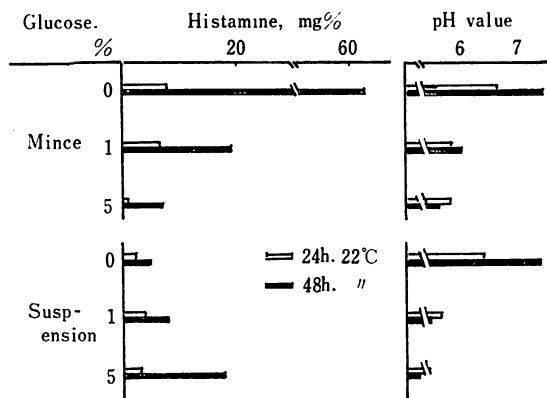 Glucose. Histamine, mg% pH value
% 20 60 6 7
0
Mince 1
5
0 24h. 22℃
48h. 〃
Susp- 1
ension
5